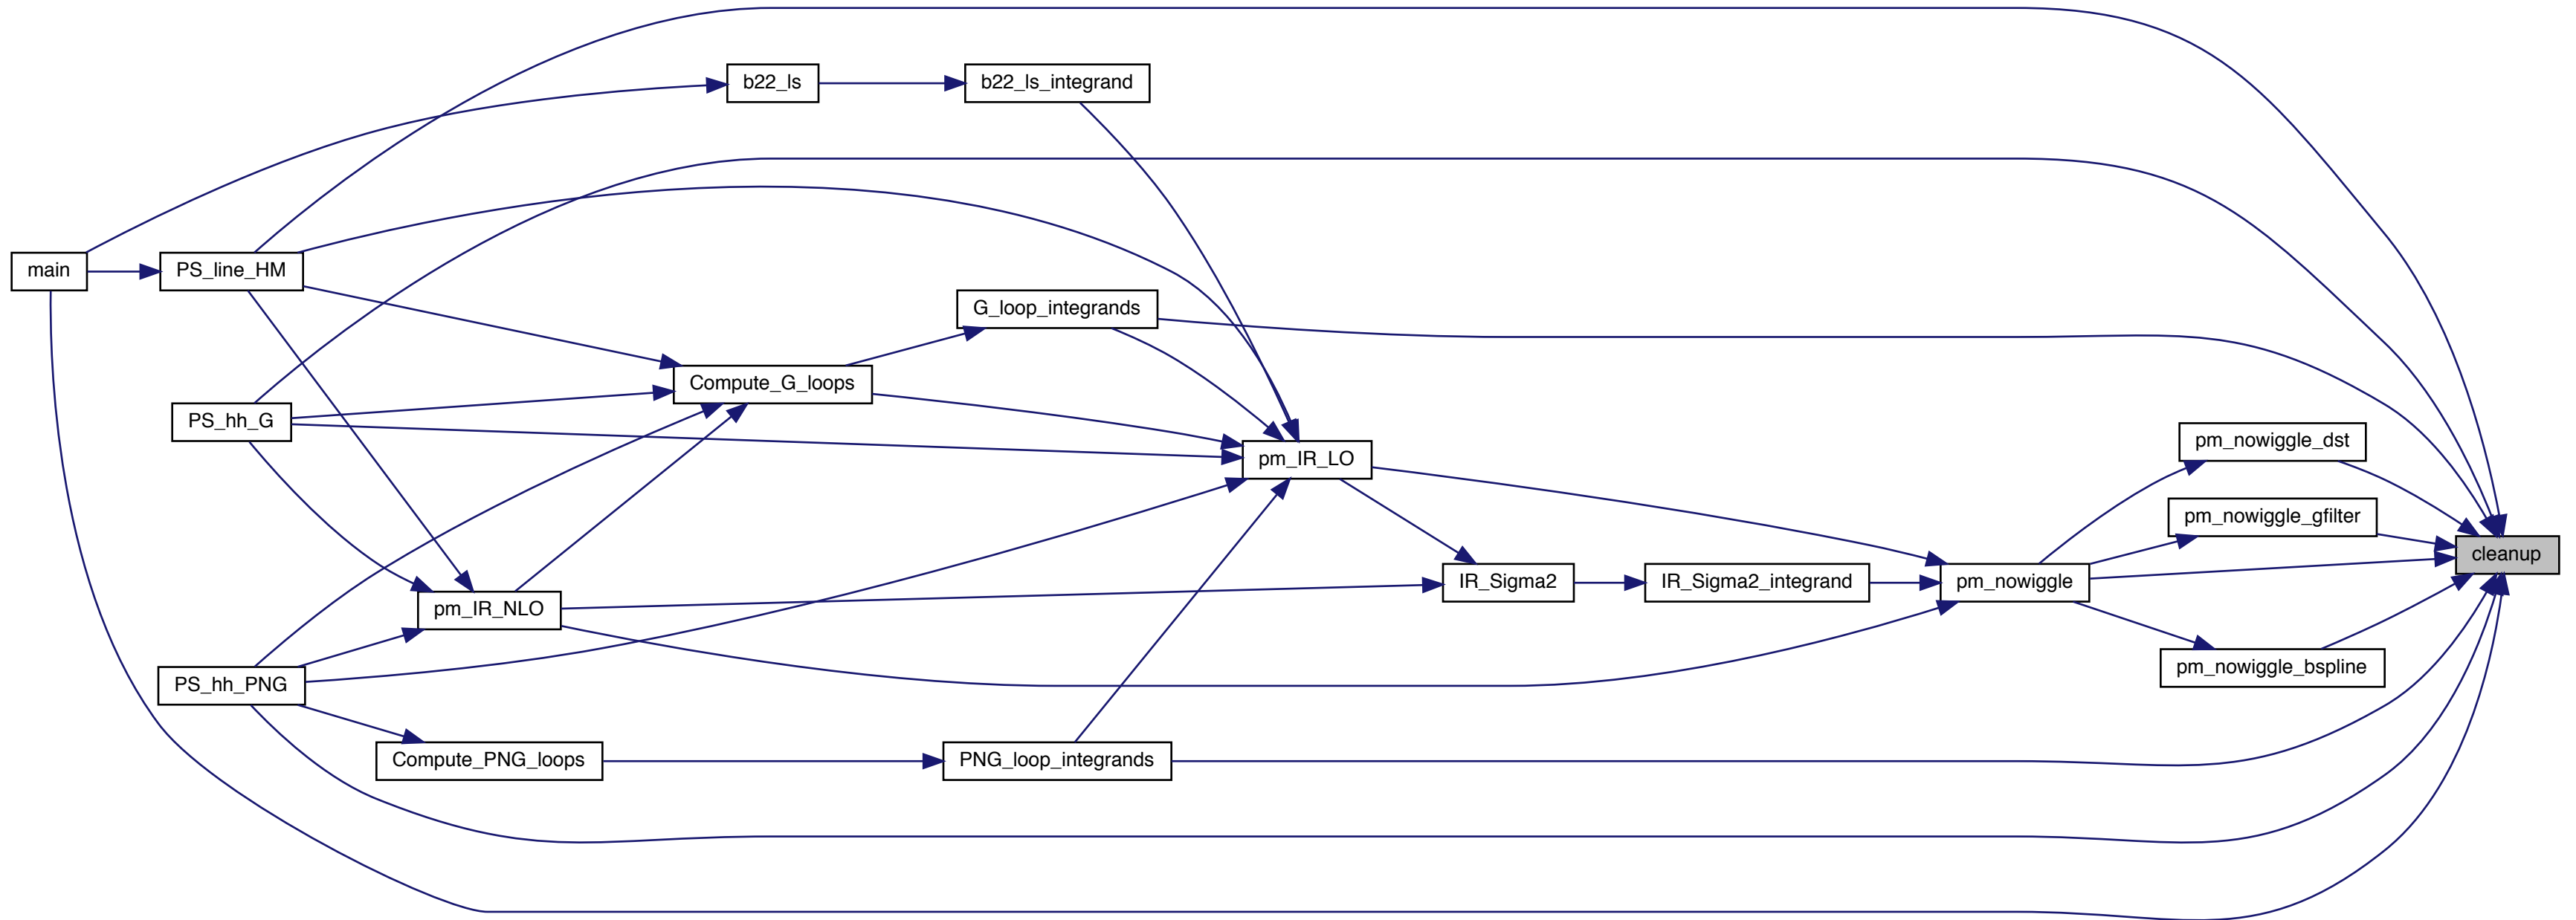 b22_ls
b22_ls_integrand
main
PS_line_HM
G_loop_integrands
Compute_G_loops
PS_hh_G
pm_IR_LO
pm_nowiggle_dst
pm_nowiggle_gfilter
cleanup
IR_Sigma2
IR_Sigma2_integrand
pm_nowiggle
pm_IR_NLO
pm_nowiggle_bspline
PS_hh_PNG
Compute_PNG_loops
PNG_loop_integrands